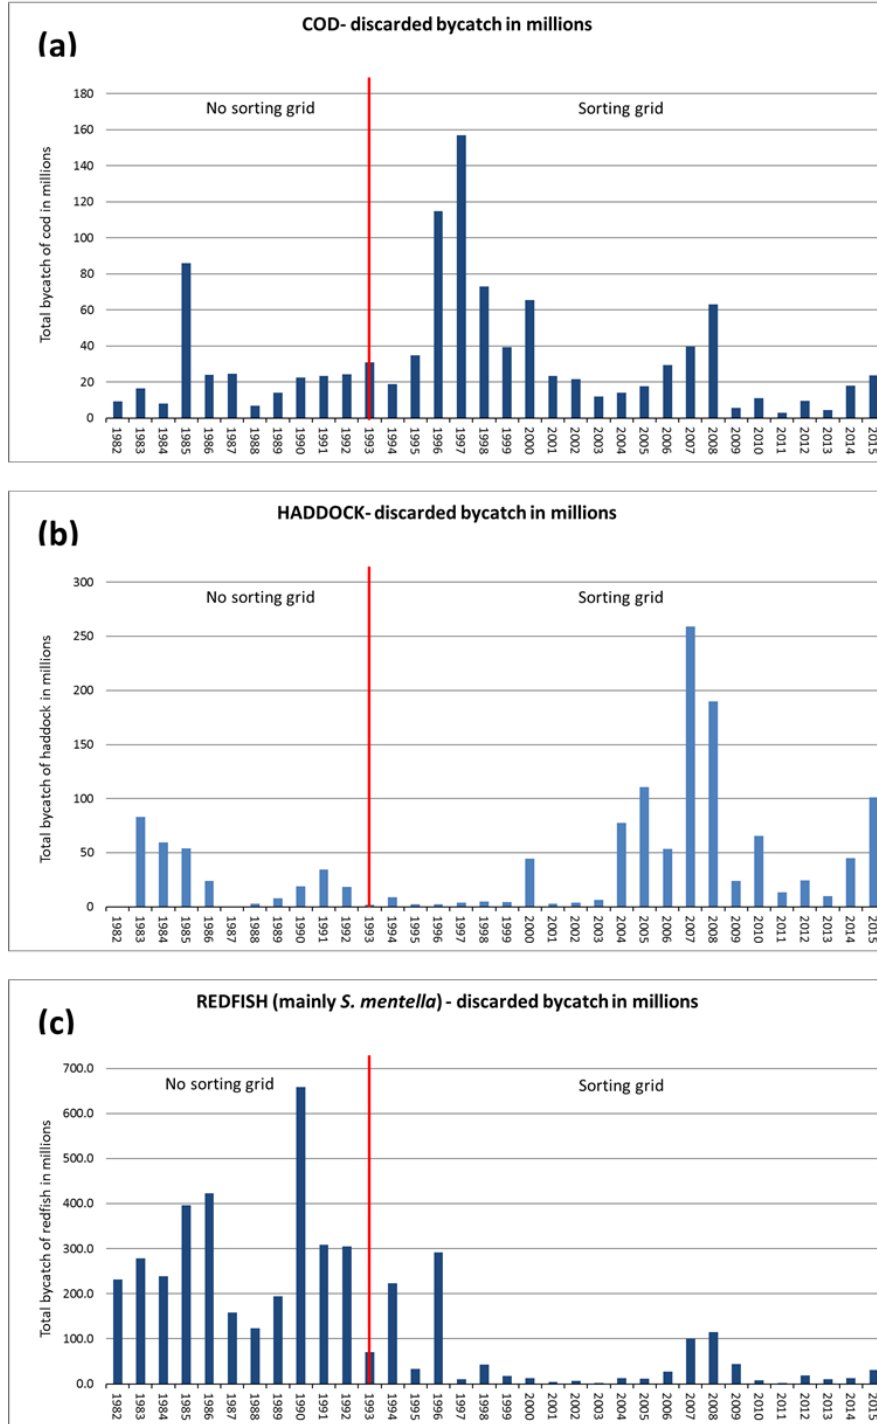 COD- discarded bycatch in millions
(a)
Total bycatch of cod in millions
180
160
140
120
100
80
60
40
20
0
No sorting grid
Sorting grid
1982 1983 1984 1985 1986 1987 1988 1989 1990 1991 1992 1993 1994 1995 1996 1997 1998 1999 2000 2001 2002 2003 2004 2005 2006 2007 2008 2009 2010 2011 2012 2013 2014 2015
HADDOCK- discarded bycatch in millions
(b)
Total bycatch of haddock in millions
300
250
200
150
100
50
0
No sorting grid
Sorting grid
1982 1983 1984 1985 1986 1987 1988 1989 1990 1991 1992 1993 1994 1995 1996 1997 1998 1999 2000 2001 2002 2003 2004 2005 2006 2007 2008 2009 2010 2011 2012 2013 2014 2015
REDFISH (mainly S. mentella) - discarded bycatch in millions
(c)
Total bycatch of redfish in millions
700.0
600.0
500.0
400.0
300.0
200.0
100.0
0.0
No sorting grid
Sorting grid
1982 1983 1984 1985 1986 1987 1988 1989 1990 1991 1992 1993 1994 1995 1996 1997 1998 1999 2000 2001 2002 2003 2004 2005 2006 2007 2008 2009 2010 2011 2012 2013 2014